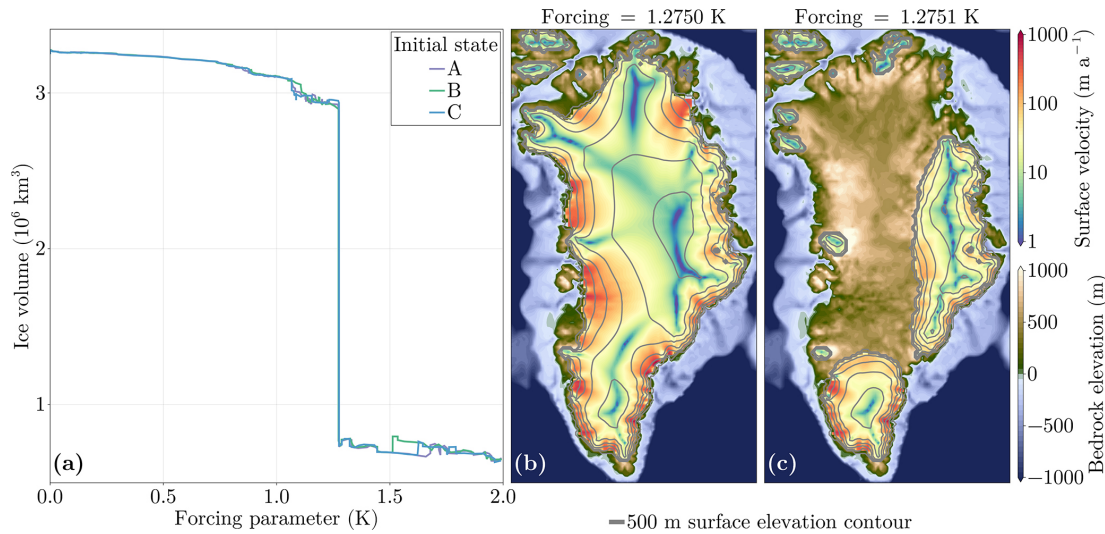 Forcing = 1.2750 K
Forcing = 1.2751 K
Initial state
A
B
C
3
2
1
Ice volume (10⁶ km³)
0.0
0.5
1.0
1.5
2.0
Forcing parameter (K)
(a)
(b)
(c)
1000
100
10
1
Surface velocity (m a⁻¹)
1000
500
0
−500
−1000
Bedrock elevation (m)
500 m surface elevation contour